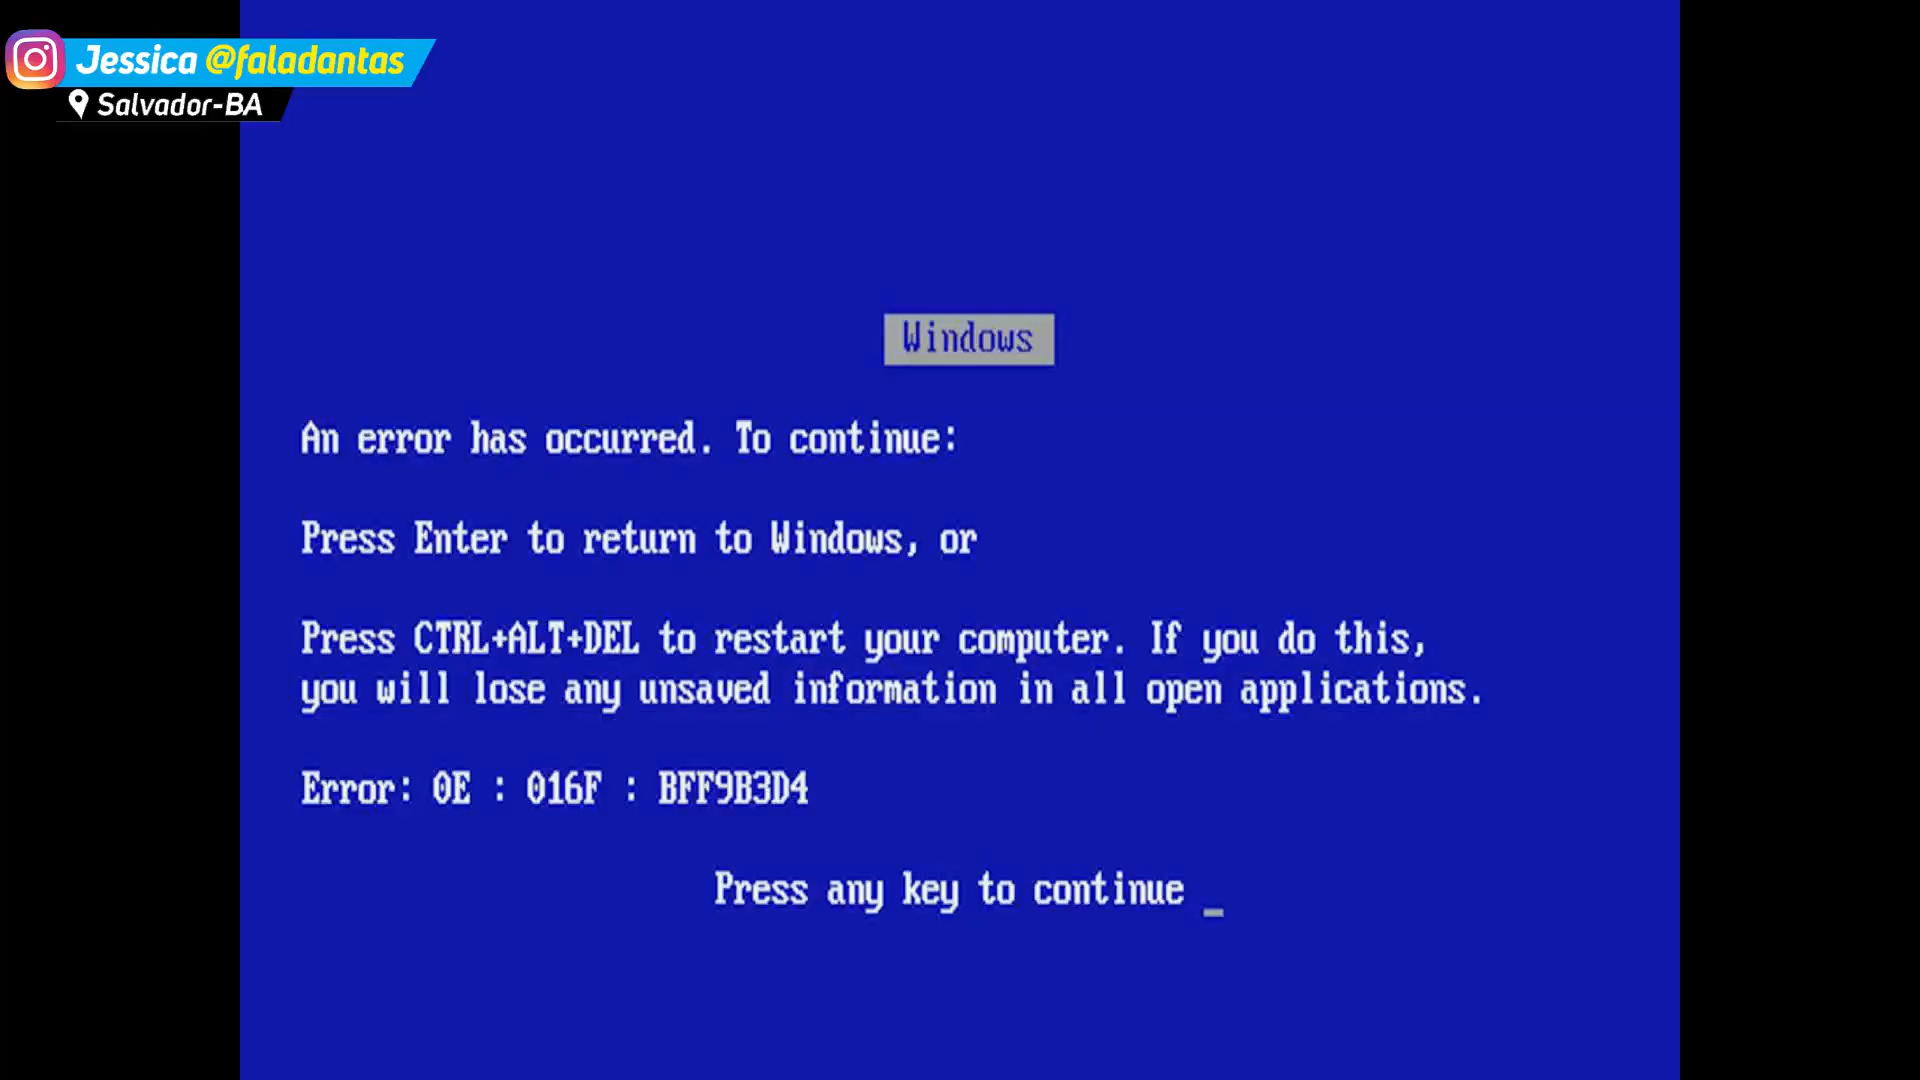 Jessica @faladantas
Salvador-BA
Windows
An error has occurred. To continue:
Press Enter to return to Windows, or
Press CTRL+ALT+DEL to restart your computer. If you do this,
you will lose any unsaved information in all open applications.
Error: 0E : 016F : BFF9B3D4
Press any key to continue _